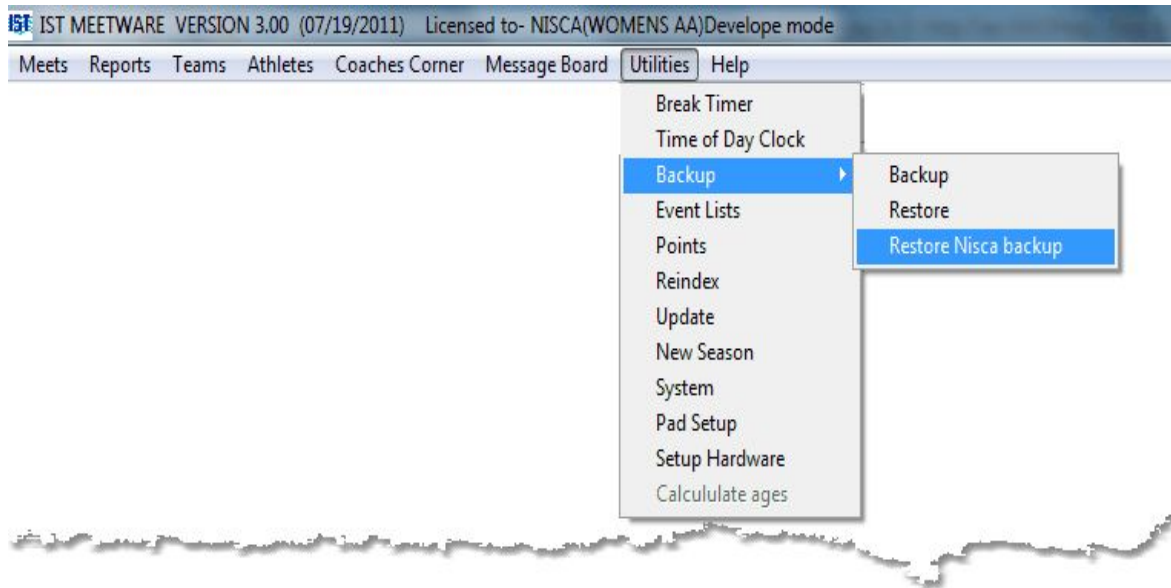 IST IST MEETWARE VERSION 3.00 (07/19/2011) Licensed to- NISCA(WOMENS AA)Develope mode
Meets Reports Teams Athletes Coaches Corner Message Board Utilities Help
Break Timer
Time of Day Clock
Backup
Backup
Restore
Restore Nisca backup
Event Lists
Points
Reindex
Update
New Season
System
Pad Setup
Setup Hardware
Calcululate ages